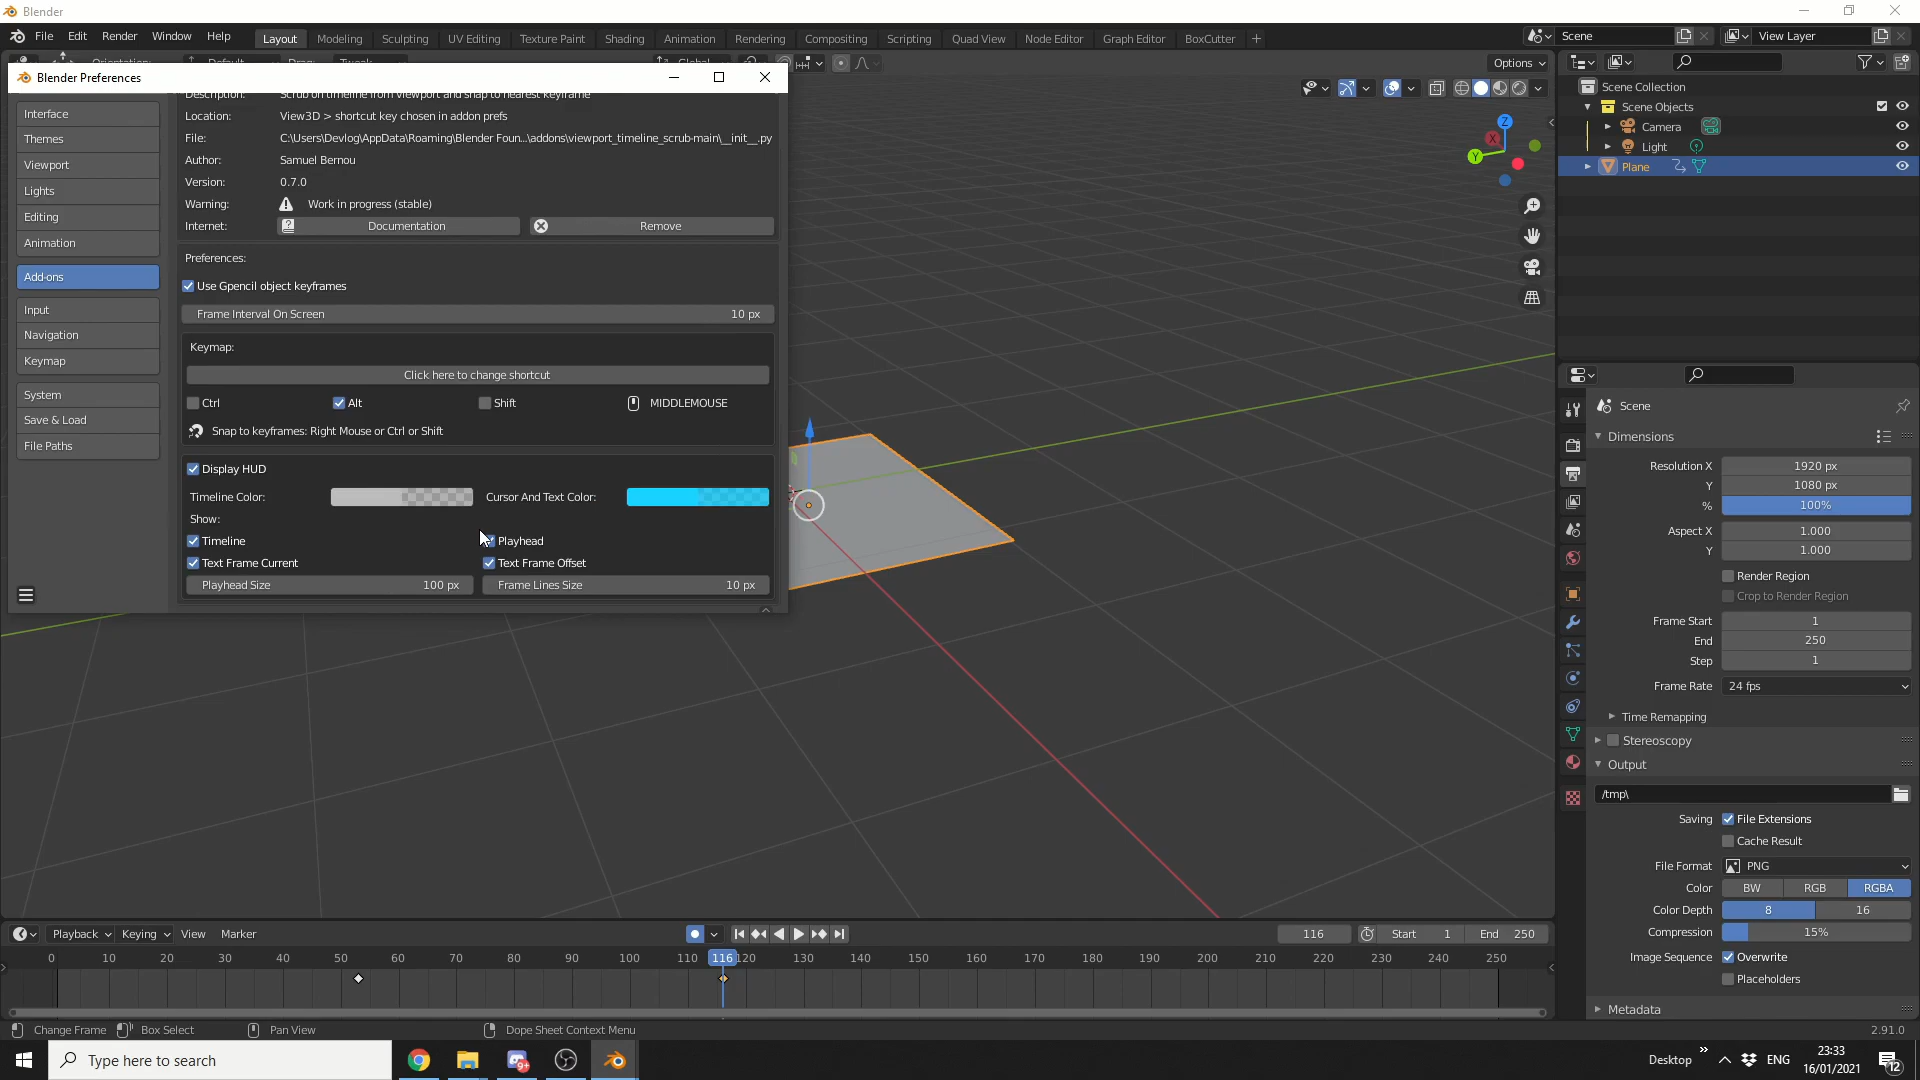 Blender
File Edit Render Window Help Layout Modeling Sculpting UV Editing Texture Paint Shading Animation Rendering Compositing Scripting Quad View Node Editor Graph Editor BoxCutter + Scene View Layer
Options
Blender Preferences
Interface
Themes
Viewport
Lights
Editing
Animation
Add-ons
Input
Navigation
Keymap
System
Save & Load
File Paths
Description: Scrub on timeline from viewport and snap to nearest keyframe
Location: View3D > shortcut key chosen in addon prefs
File: C:\Users\Devlog\AppData\Roaming\Blender Foun...\addons\viewport_timeline_scrub-main\__init__.py
Author: Samuel Bernou
Version: 0.7.0
Warning: Work in progress (stable)
Internet: Documentation Remove
Preferences:
Use Gpencil object keyframes
Frame Interval On Screen 10 px
Keymap:
Click here to change shortcut
Ctrl Alt Shift MIDDLEMOUSE
Snap to keyframes: Right Mouse or Ctrl or Shift
Display HUD
Timeline Color: Cursor And Text Color:
Show:
Timeline Playhead
Text Frame Current Text Frame Offset
Playhead Size 100 px Frame Lines Size 10 px
Z
X
Y
Scene Collection
Scene Objects
Camera
Light
Plane
Scene
Dimensions
Resolution X 1920 px
Y 1080 px
% 100%
Aspect X 1.000
Y 1.000
Render Region
Crop to Render Region
Frame Start 1
End 250
Step 1
Frame Rate 24 fps
Time Remapping
Stereoscopy
Output
/tmp\
Saving File Extensions
Cache Result
File Format PNG
Color BW RGB RGBA
Color Depth 8 16
Compression 15%
Image Sequence Overwrite
Placeholders
Metadata
Playback Keying View Marker 116 Start 1 End 250
0 10 20 30 40 50 60 70 80 90 100 110 116 120 130 140 150 160 170 180 190 200 210 220 230 240 250
Change Frame Box Select Pan View Dope Sheet Context Menu 2.91.0
Type here to search Desktop ENG 23:33
16/01/2021 12